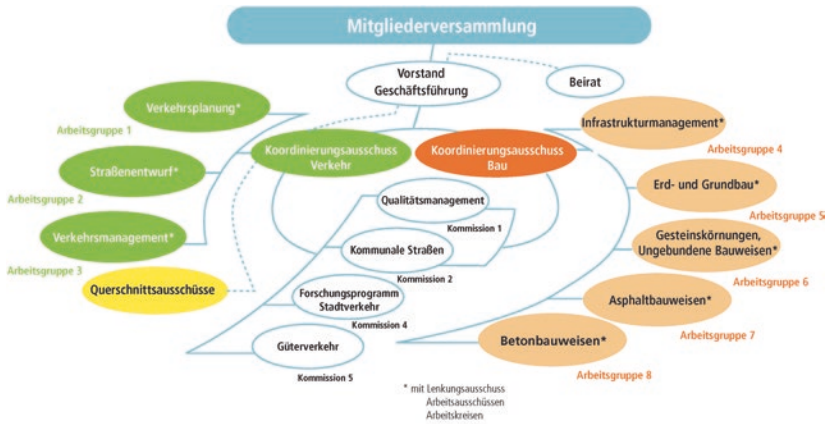 Mitgliederversammlung
Vorstand
Geschäftsführung
Beirat
Verkehrsplanung*
Arbeitsgruppe 1
Straßenentwurf*
Arbeitsgruppe 2
Verkehrsmanagement*
Arbeitsgruppe 3
Querschnittsausschüsse
Koordinierungsausschuss
Verkehr
Koordinierungsausschuss
Bau
Qualitätsmanagement
Kommission 1
Kommunale Straßen
Kommission 2
Forschungsprogramm
Stadtverkehr
Kommission 4
Güterverkehr
Kommission 5
Infrastrukturmanagement*
Arbeitsgruppe 4
Erd- und Grundbau*
Arbeitsgruppe 5
Gesteinskörnungen,
Ungebundene Bauweisen*
Arbeitsgruppe 6
Asphaltbauweisen*
Arbeitsgruppe 7
Betonbauweisen*
Arbeitsgruppe 8
* mit Lenkungsausschuss
Arbeitsausschüssen
Arbeitskreisen